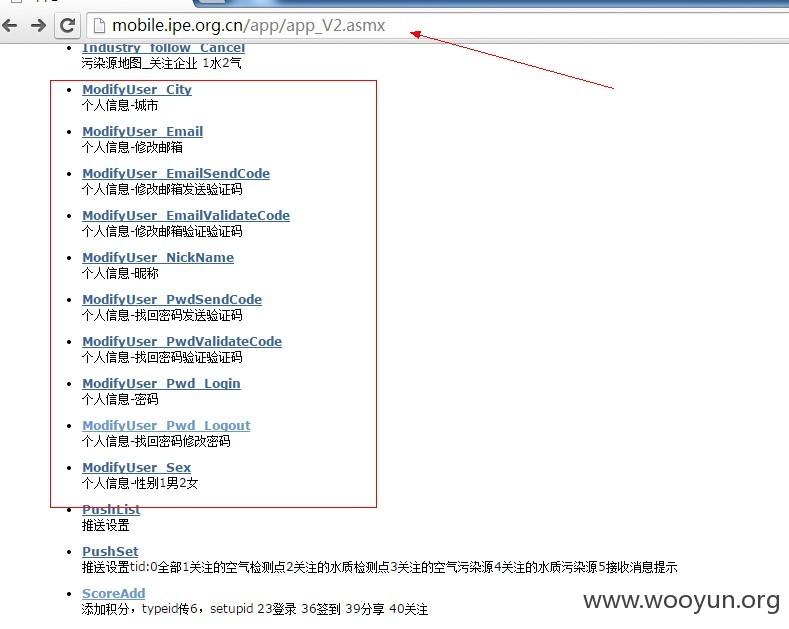 mobile.ipe.org.cn/app/app_V2.asmx
Industry_follow_Cancel
污染源地图_关注企业 1水2气
ModifyUser_City
个人信息-城市
ModifyUser_Email
个人信息-修改邮箱
ModifyUser_EmailSendCode
个人信息-修改邮箱发送验证码
ModifyUser_EmailValidateCode
个人信息-修改邮箱验证验证码
ModifyUser_NickName
个人信息-昵称
ModifyUser_PwdSendCode
个人信息-找回密码发送验证码
ModifyUser_PwdValidateCode
个人信息-找回密码验证验证码
ModifyUser_Pwd_Login
个人信息-密码
ModifyUser_Pwd_Logout
个人信息-找回密码修改密码
ModifyUser_Sex
个人信息-性别1男2女
PushList
推送设置
PushSet
推送设置tid:0全部1关注的空气检测点2关注的水质检测点3关注的空气污染源4关注的水质污染源5接收消息提示
ScoreAdd
添加积分，typeid传6，setupid 23登录 36签到 39分享 40关注
www.wooyun.org